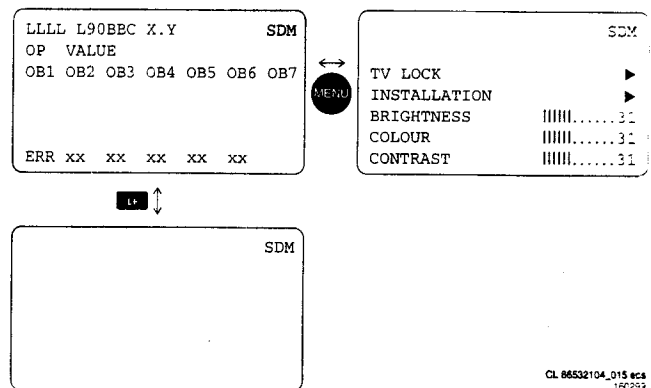 LLLL L90BBC X.Y SDM
OP VALUE
OB1 OB2 OB3 OB4 OB5 OB6 OB7
ERR xx xx xx xx xx
MENU
SDM
TV LOCK ▶
INSTALLATION ▶
BRIGHTNESS ||||||......31
COLOUR ||||||......31
CONTRAST ||||||......31
i+
SDM
CL 86532104_015 ecs
160299